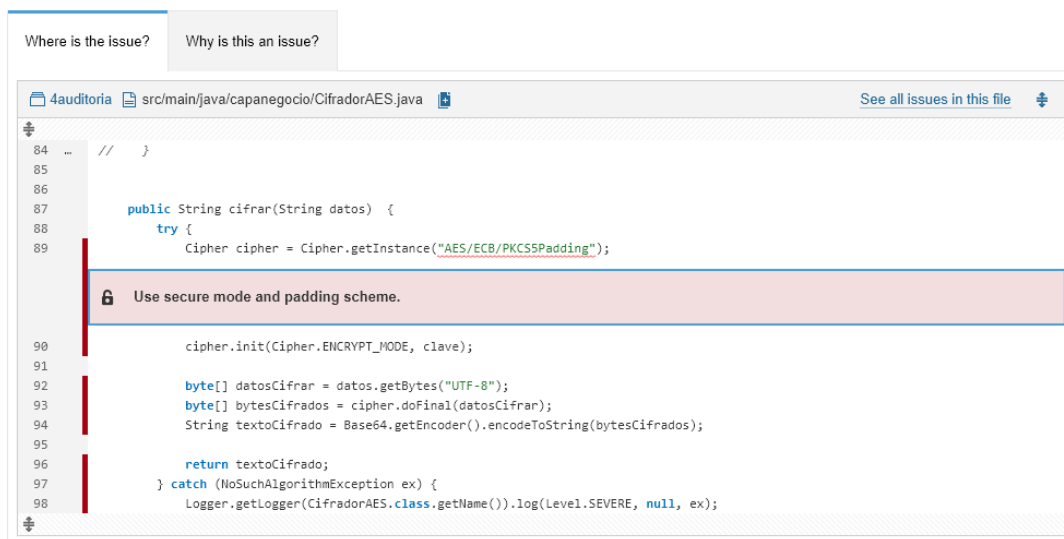 Where is the issue? Why is this an issue?
4auditoria src/main/java/capanegocio/CifradorAES.java See all issues in this file
84 … //    }
85
86
87 public String cifrar(String datos)  {
88 try {
89 Cipher cipher = Cipher.getInstance("AES/ECB/PKCS5Padding");
Use secure mode and padding scheme.
90 cipher.init(Cipher.ENCRYPT_MODE, clave);
91
92 byte[] datosCifrar = datos.getBytes("UTF-8");
93 byte[] bytesCifrados = cipher.doFinal(datosCifrar);
94 String textoCifrado = Base64.getEncoder().encodeToString(bytesCifrados);
95
96 return textoCifrado;
97 } catch (NoSuchAlgorithmException ex) {
98 Logger.getLogger(CifradorAES.class.getName()).log(Level.SEVERE, null, ex);